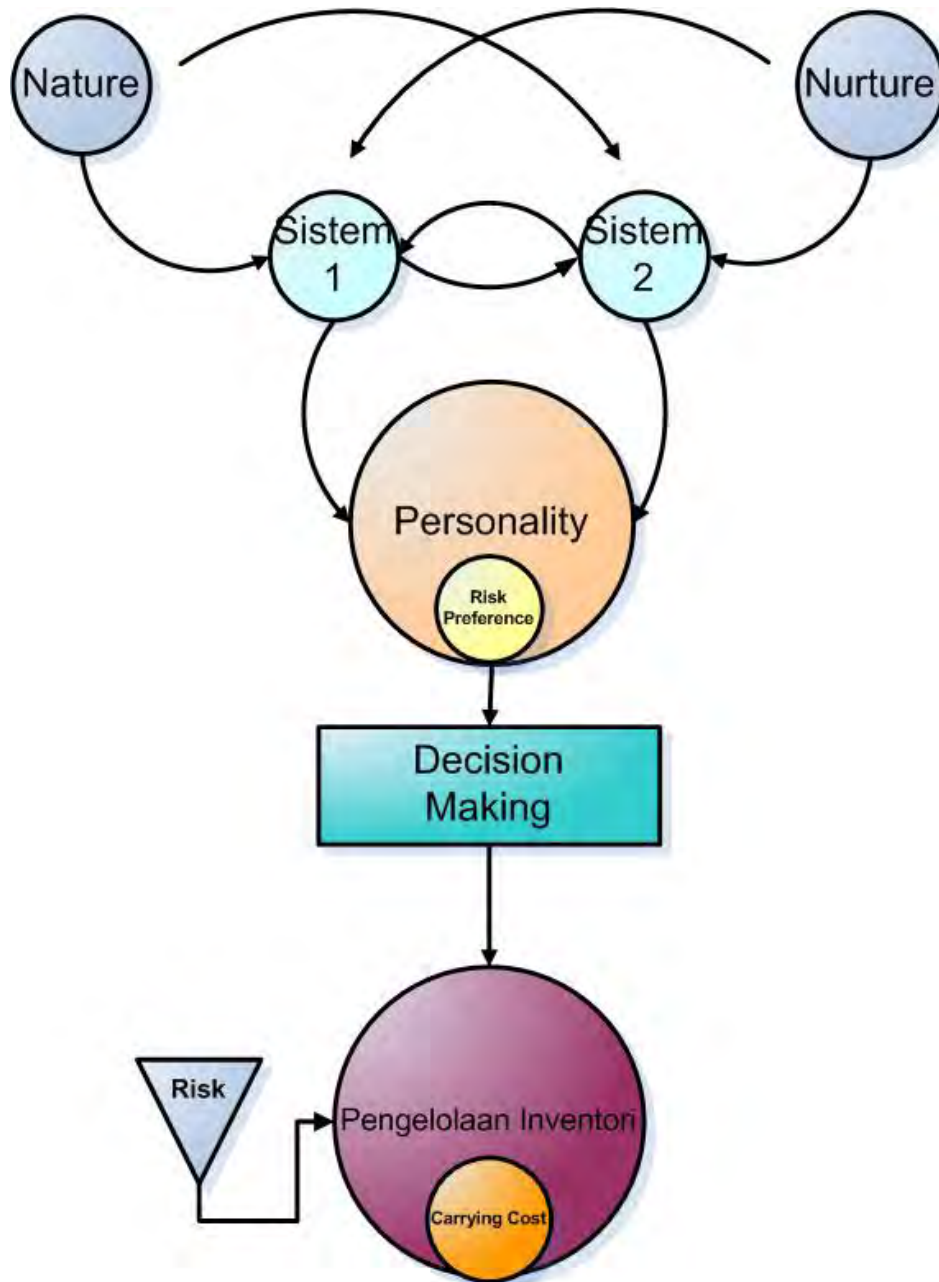 Nature
Nurture
Sistem
1
Sistem
2
Personality
Risk
Preference
Decision
Making
Risk
Pengelolaan Inventori
Carrying Cost